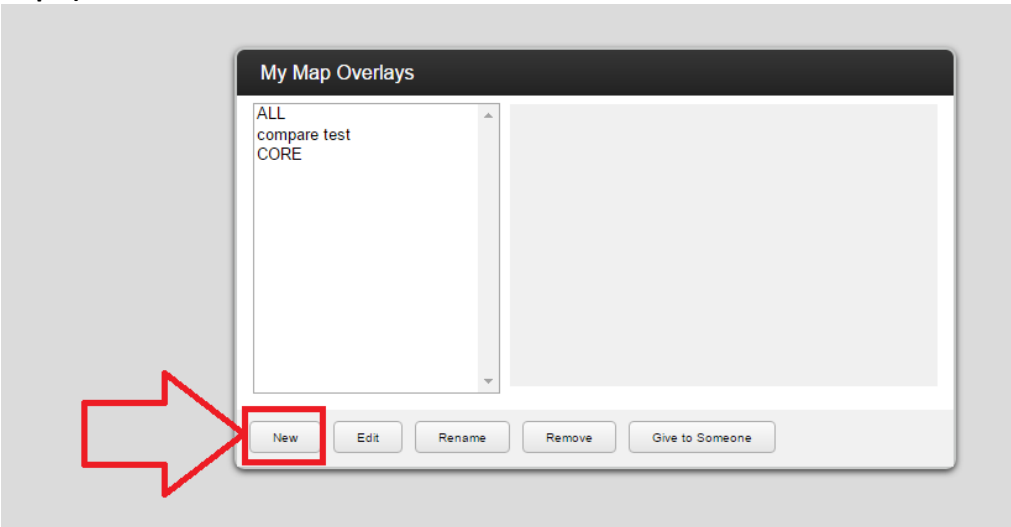 My Map Overlays
ALL
compare test
CORE
New Edit Rename Remove Give to Someone